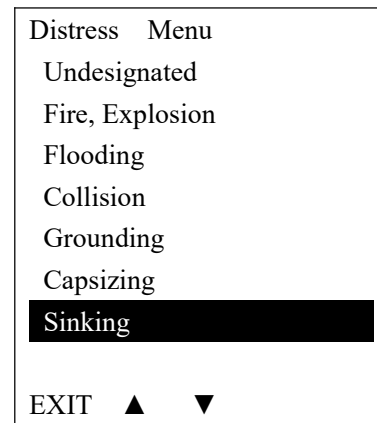 Distress Menu
Undesignated
Fire, Explosion
Flooding
Collision
Grounding
Capsizing
Sinking
EXIT ▲ ▼